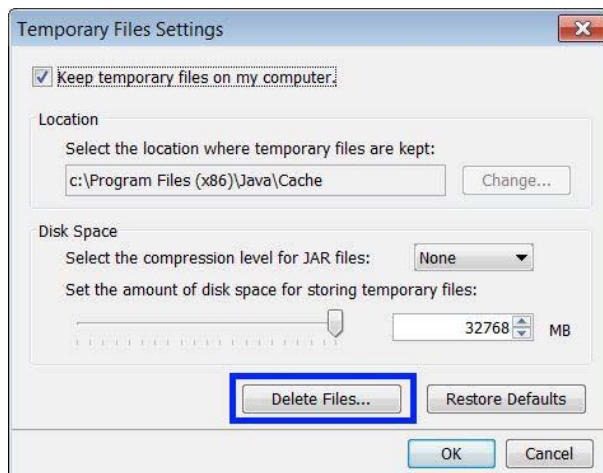 Temporary Files Settings
Keep temporary files on my computer.
Location
Select the location where temporary files are kept:
c:\Program Files (x86)\Java\Cache
Change...
Disk Space
Select the compression level for JAR files:
None
Set the amount of disk space for storing temporary files:
32768
MB
Delete Files...
Restore Defaults
OK
Cancel